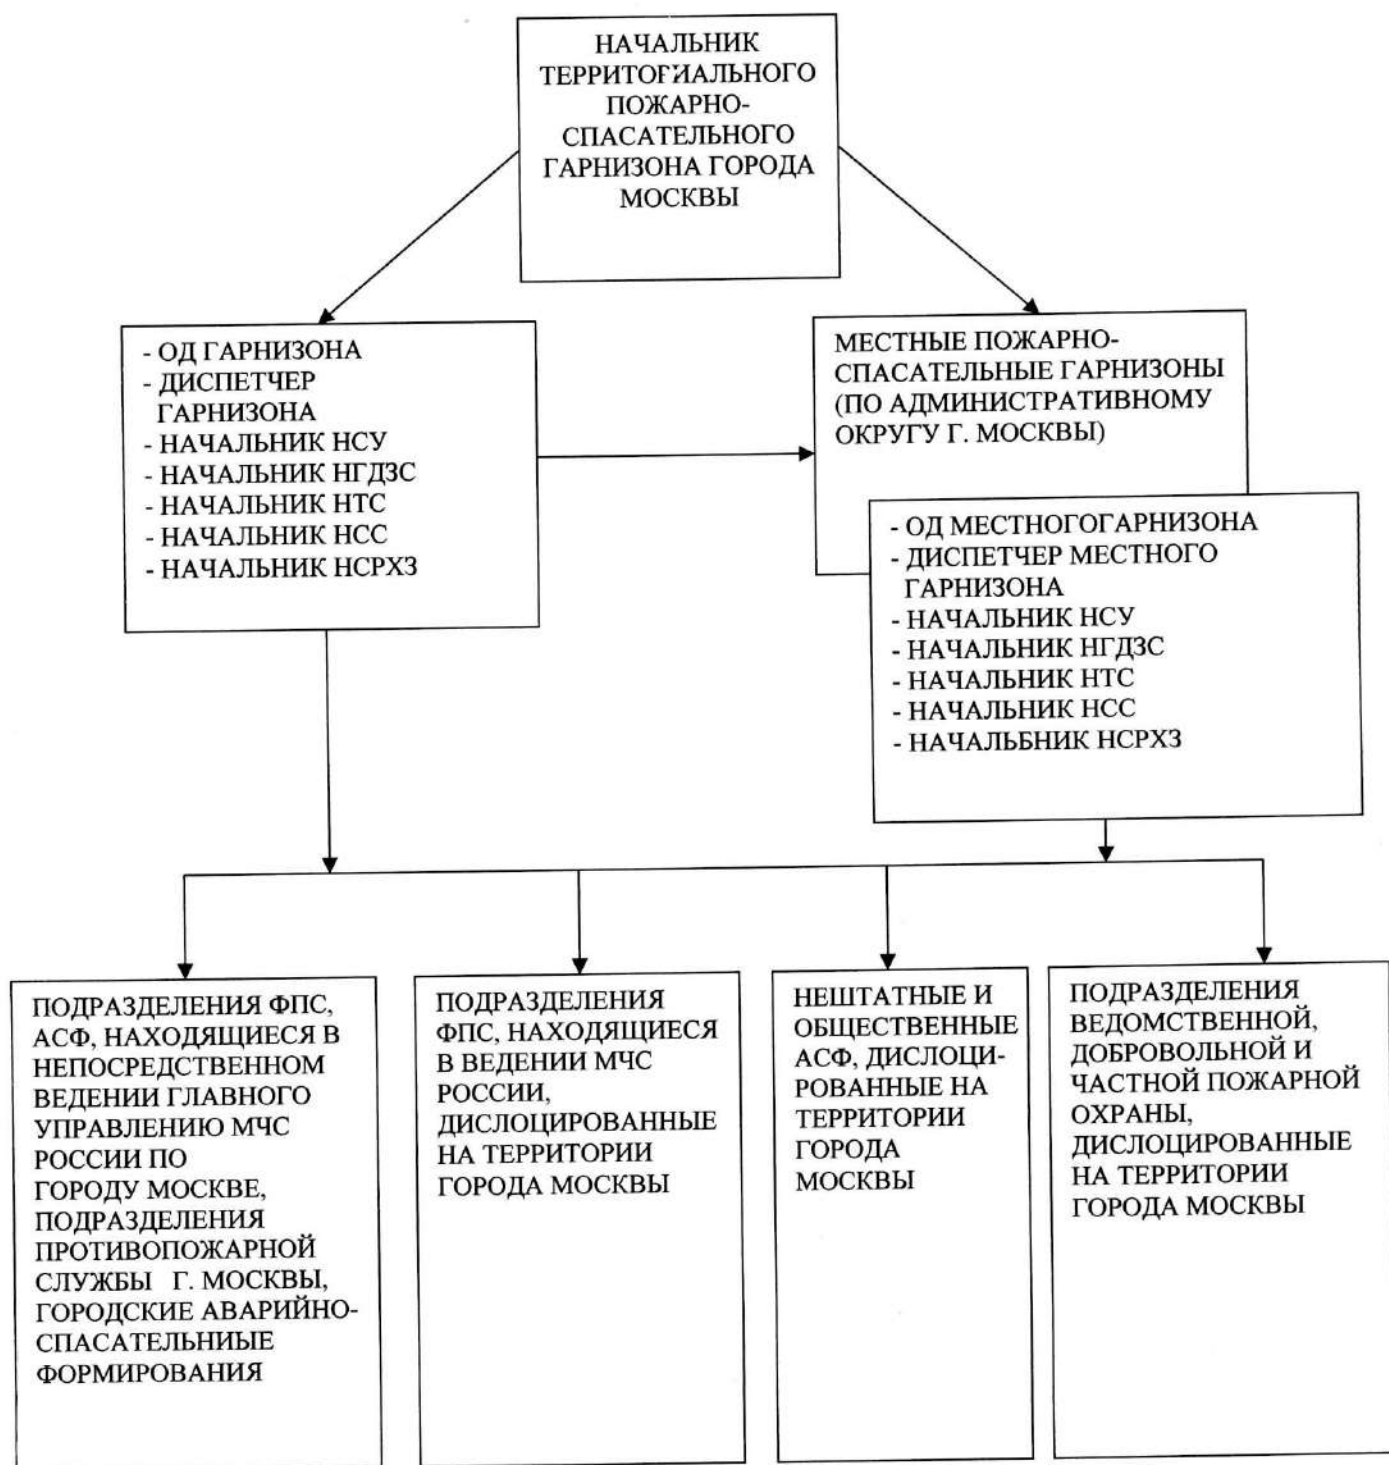 НАЧАЛЬНИК
ТЕРРИТОРИАЛЬНОГО
ПОЖАРНО-
СПАСАТЕЛЬНОГО
ГАРНИЗОНА ГОРОДА
МОСКВЫ
- ОД ГАРНИЗОНА
- ДИСПЕТЧЕР
ГАРНИЗОНА
- НАЧАЛЬНИК НСУ
- НАЧАЛЬНИК НГДЗС
- НАЧАЛЬНИК НТС
- НАЧАЛЬНИК НСС
- НАЧАЛЬНИК НСРХЗ
МЕСТНЫЕ ПОЖАРНО-
СПАСАТЕЛЬНЫЕ ГАРНИЗОНЫ
(ПО АДМИНИСТРАТИВНОМУ
ОКРУГУ Г. МОСКВЫ)
- ОД МЕСТНОГОГАРНИЗОНА
- ДИСПЕТЧЕР МЕСТНОГО
ГАРНИЗОНА
- НАЧАЛЬНИК НСУ
- НАЧАЛЬНИК НГДЗС
- НАЧАЛЬНИК НТС
- НАЧАЛЬНИК НСС
- НАЧАЛЬБНИК НСРХЗ
ПОДРАЗДЕЛЕНИЯ ФПС,
АСФ, НАХОДЯЩИЕСЯ В
НЕПОСРЕДСТВЕННОМ
ВЕДЕНИИ ГЛАВНОГО
УПРАВЛЕНИЮ МЧС
РОССИИ ПО
ГОРОДУ МОСКВЕ,
ПОДРАЗДЕЛЕНИЯ
ПРОТИВОПОЖАРНОЙ
СЛУЖБЫ Г. МОСКВЫ,
ГОРОДСКИЕ АВАРИЙНО-
СПАСАТЕЛЬНИЫЕ
ФОРМИРОВАНИЯ
ПОДРАЗДЕЛЕНИЯ
ФПС, НАХОДЯЩИЕСЯ
В ВЕДЕНИИ МЧС
РОССИИ,
ДИСЛОЦИРОВАННЫЕ
НА ТЕРРИТОРИИ
ГОРОДА МОСКВЫ
НЕШТАТНЫЕ И
ОБЩЕСТВЕННЫЕ
АСФ, ДИСЛОЦИ-
РОВАННЫЕ НА
ТЕРРИТОРИИ
ГОРОДА
МОСКВЫ
ПОДРАЗДЕЛЕНИЯ
ВЕДОМСТВЕННОЙ,
ДОБРОВОЛЬНОЙ И
ЧАСТНОЙ ПОЖАРНОЙ
ОХРАНЫ,
ДИСЛОЦИРОВАННЫЕ
НА ТЕРРИТОРИИ
ГОРОДА МОСКВЫ